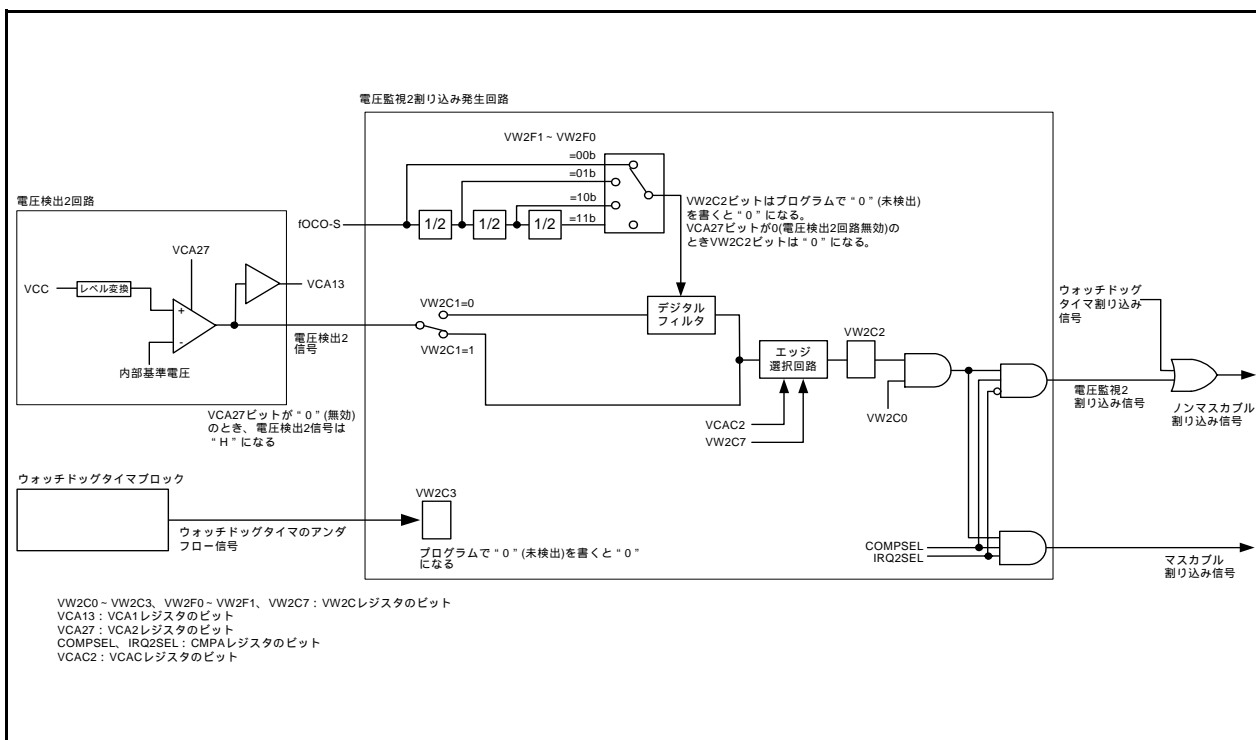 電圧監視2割り込み発生回路
VW2F1～VW2F0
=00b
=01b
=10b
=11b
fOCO-S
1/2
1/2
1/2
VW2C2ビットはプログラムで“0”(未検出)
を書くと“0”になる。
VCA27ビットが0(電圧検出2回路無効)の
ときVW2C2ビットは“0”になる。
電圧検出2回路
VCA27
VCC
レベル変換
+
-
内部基準電圧
VCA13
電圧検出2
信号
VCA27ビットが“0”(無効)
のとき、電圧検出2信号は
“H”になる
VW2C1=0
VW2C1=1
デジタル
フィルタ
エッジ
選択回路
VCAC2
VW2C7
VW2C2
VW2C0
ウォッチドッグ
タイマ割り込み
信号
電圧監視2
割り込み信号
ノンマスカブル
割り込み信号
ウォッチドッグタイマブロック
ウォッチドッグタイマのアンダ
フロー信号
VW2C3
プログラムで“0”(未検出)を書くと“0”
になる
COMPSEL
IRQ2SEL
マスカブル
割り込み信号
VW2C0～VW2C3、VW2F0～VW2F1、VW2C7：VW2Cレジスタのビット
VCA13：VCA1レジスタのビット
VCA27：VCA2レジスタのビット
COMPSEL、IRQ2SEL：CMPAレジスタのビット
VCAC2：VCACレジスタのビット